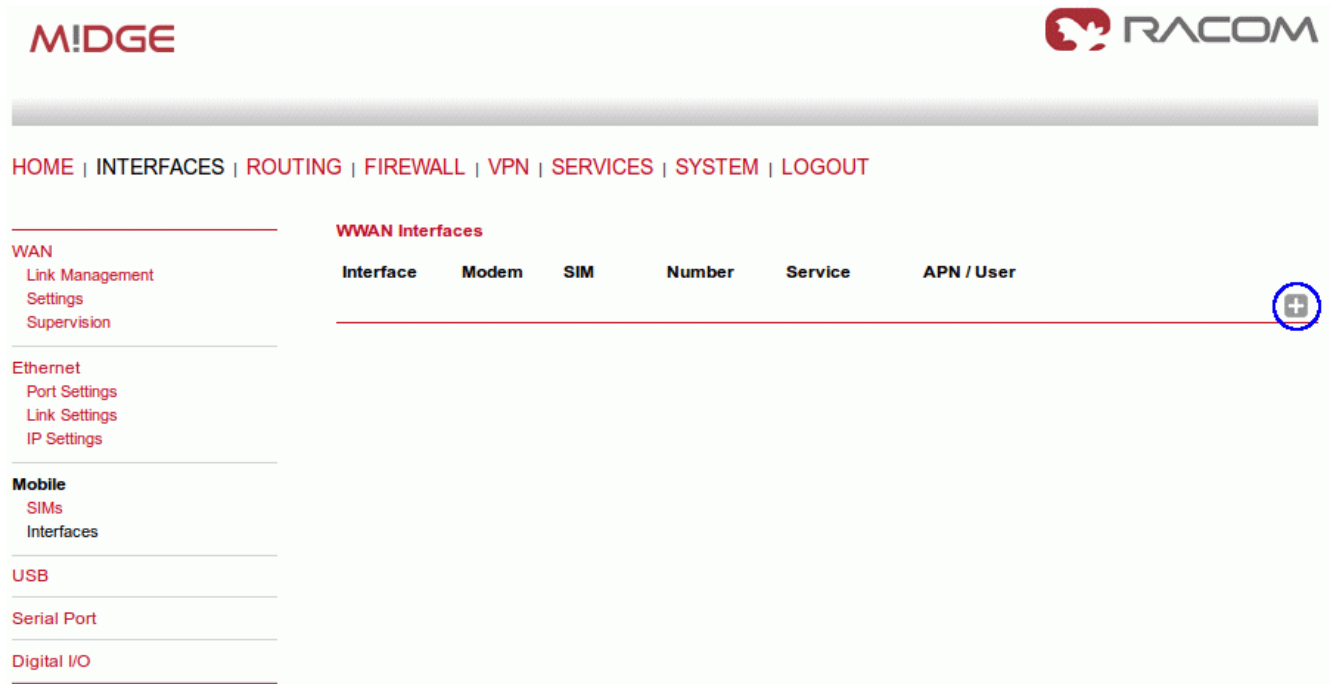 M!DGE
RACOM
HOME | INTERFACES | ROUTING | FIREWALL | VPN | SERVICES | SYSTEM | LOGOUT
WAN
Link Management
Settings
Supervision
Ethernet
Port Settings
Link Settings
IP Settings
Mobile
SIMs
Interfaces
USB
Serial Port
Digital I/O
WWAN Interfaces
Interface Modem SIM Number Service APN / User